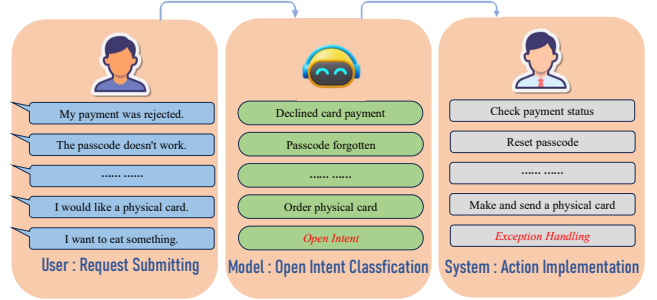 My payment was rejected.
The passcode doesn't work.
...... ......
I would like a physical card.
I want to eat something.
User : Request Submitting
Declined card payment
Passcode forgotten
...... ......
Order physical card
Open Intent
Model : Open Intent Classfication
Check payment status
Reset passcode
...... ......
Make and send a physical card
Exception Handling
System : Action Implementation